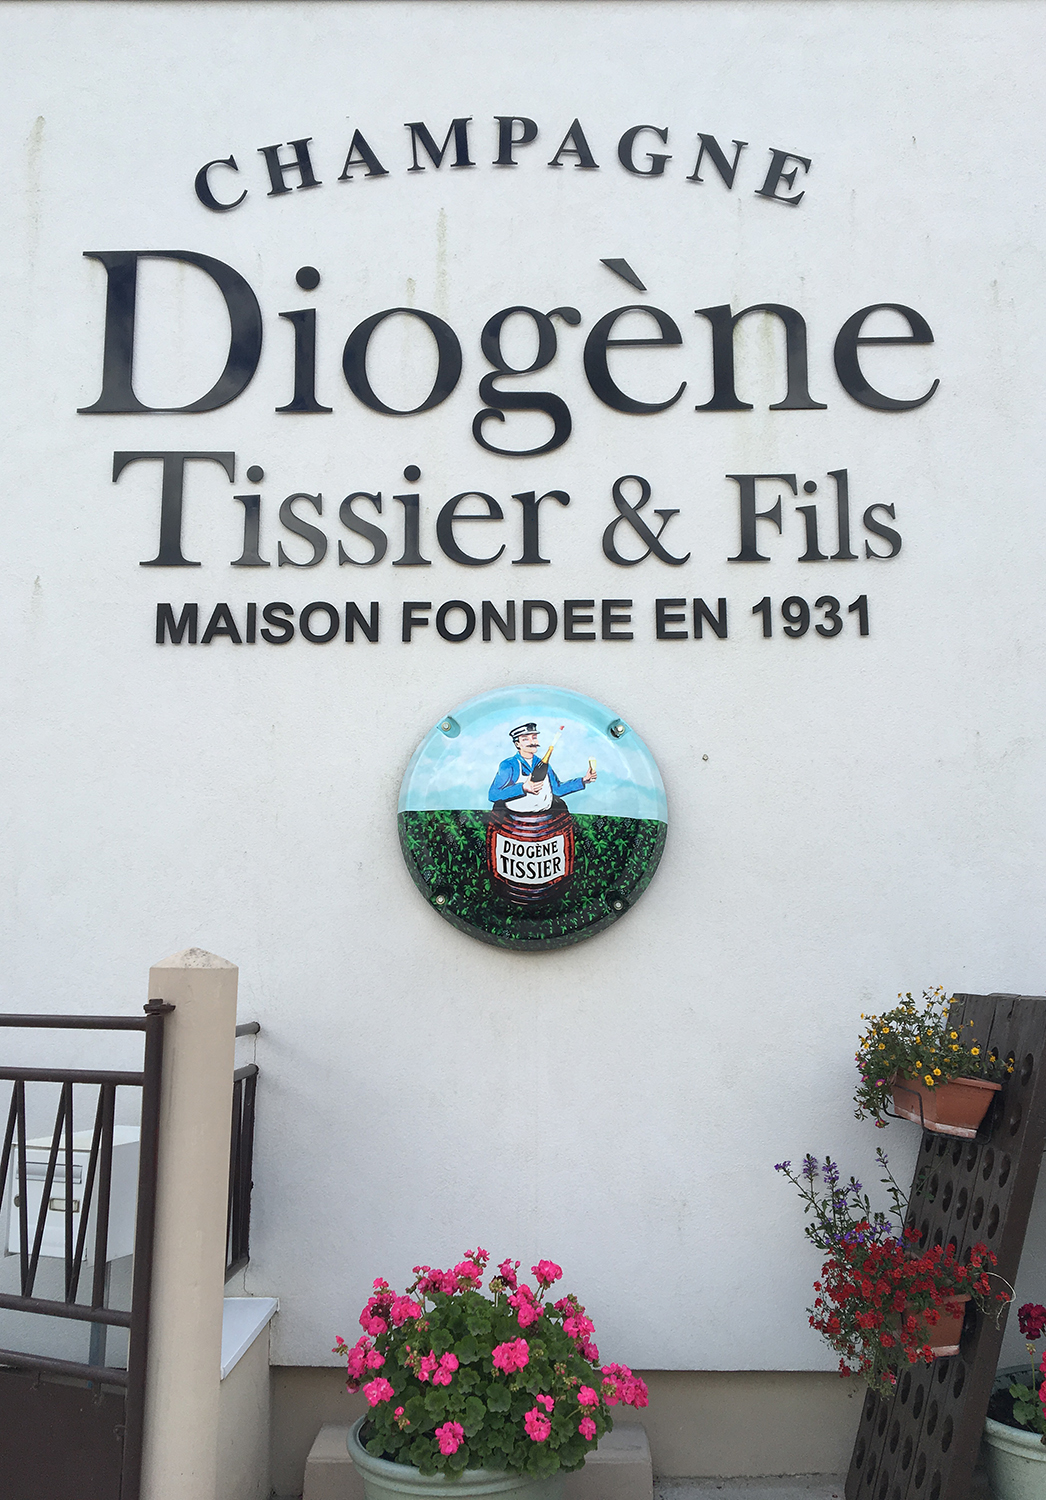 CHAMPAGNE
Diogène
Tissier & Fils
MAISON FONDEE EN 1931
DIOGÈNE
TISSIER